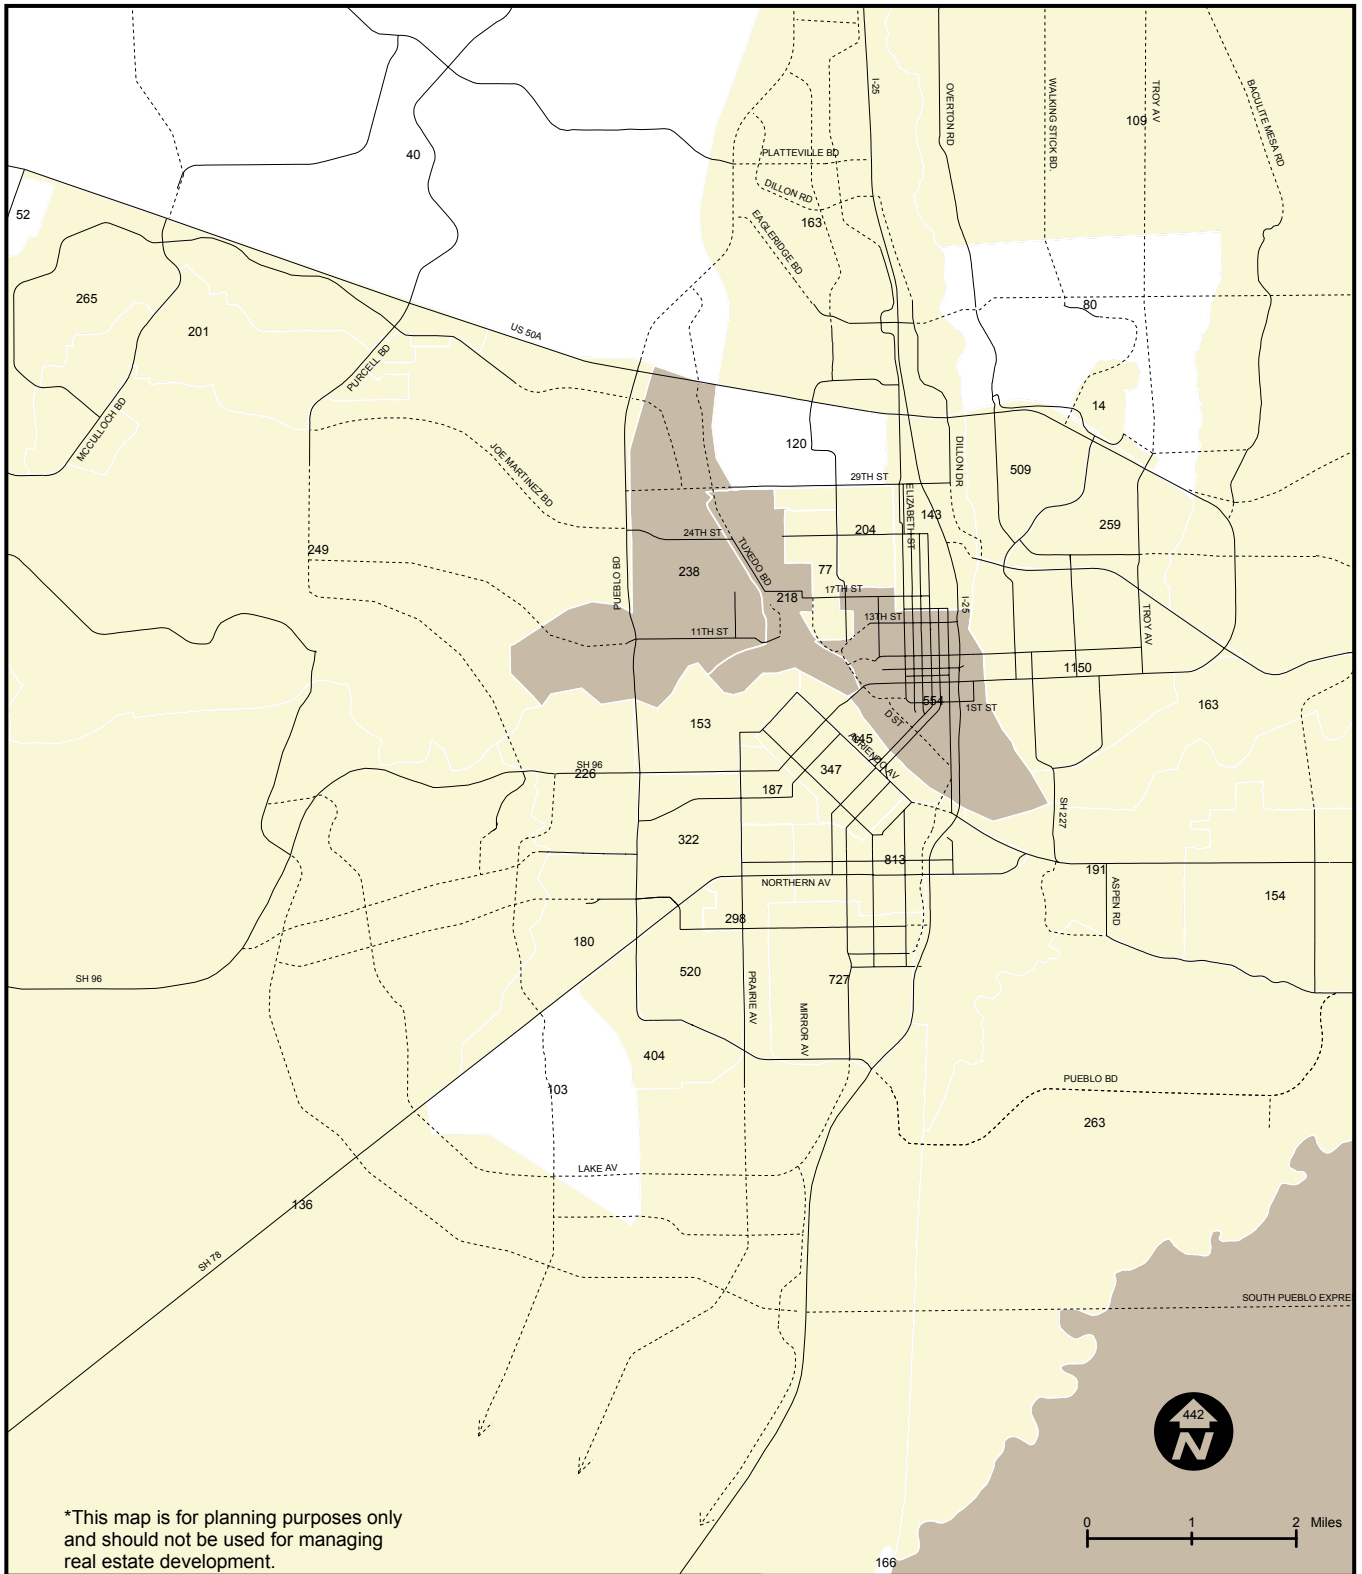 I-25
OVERTON RD
WALKING STICK BD.
TROY AV
BACULITE MESA RD
109
40
PLATTEVILLE BD
DILLON RD
52
163
EAGLERIDGE BD
265
201
80
US 50A
PURCELL BD
MCCULLOCH BD
14
120
JOE MARTINEZ BD
DILLON DR
509
29TH ST
ELIZABETH ST
143
204
259
24TH ST
TUXEDO BD
249
PUEBLO BD
238
77
17TH ST
218
I-25
13TH ST
TROY AV
11TH ST
1150
554
1ST ST
163
D ST
153
445
ABRIENDO AV
SH 96
226
347
187
SH 227
322
813
191
NORTHERN AV
ASPEN RD
154
298
180
SH 96
520
PRAIRIE AV
727
MIRROR AV
404
103
PUEBLO BD
263
LAKE AV
136
SH 78
SOUTH PUEBLO EXPRE
442
N
*This map is for planning purposes only
and should not be used for managing
real estate development.
0 1 2 Miles
166